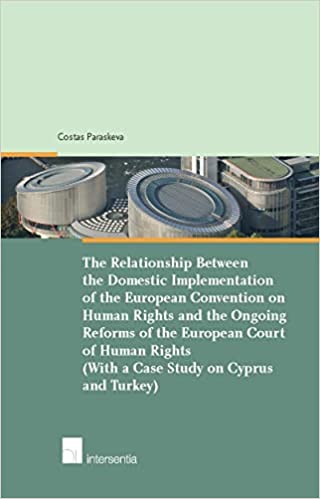 Costas Paraskeva
The Relationship Between
the Domestic Implementation
of the European Convention on
Human Rights and the Ongoing
Reforms of the European Court
of Human Rights
(With a Case Study on Cyprus
and Turkey)
intersentia